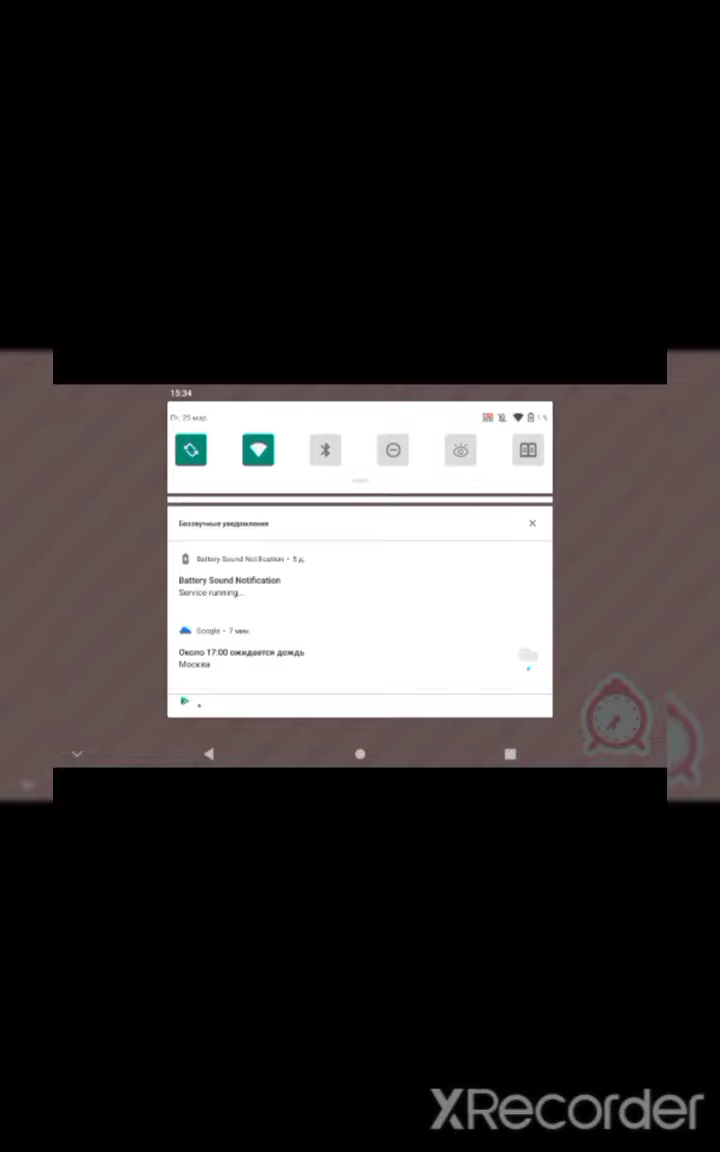 15:34
Пт, 25 мар.
1 %
Беззвучные уведомления
Battery Sound Notification • 5 д.
Battery Sound Notification
Service running...
Google • 7 мин.
Около 17:00 ожидается дождь
Москва
XRecorder